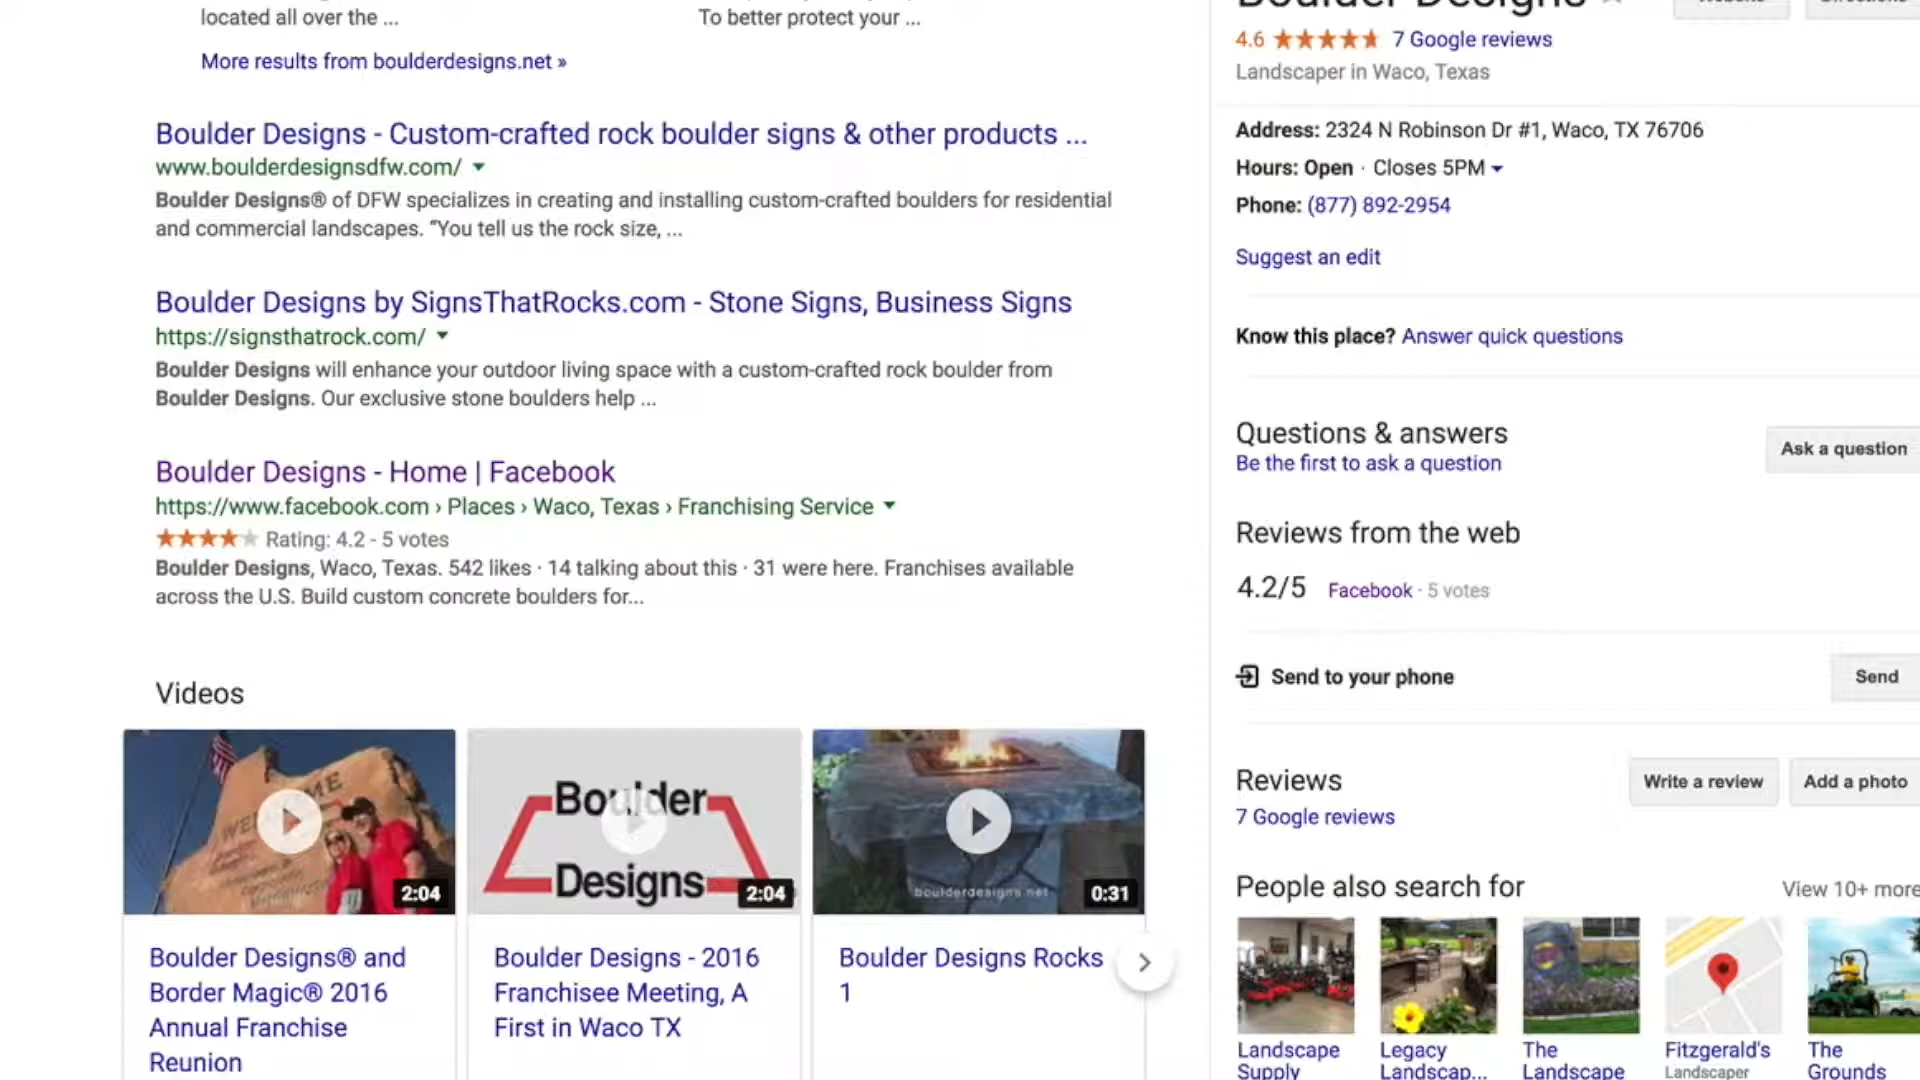 located all over the ...
To better protect your ...
More results from boulderdesigns.net »
Boulder Designs - Custom-crafted rock boulder signs & other products ...
www.boulderdesignsdfw.com/
Boulder Designs® of DFW specializes in creating and installing custom-crafted boulders for residential
and commercial landscapes. “You tell us the rock size, ...
Boulder Designs by SignsThatRocks.com - Stone Signs, Business Signs
https://signsthatrock.com/
Boulder Designs will enhance your outdoor living space with a custom-crafted rock boulder from
Boulder Designs. Our exclusive stone boulders help ...
Boulder Designs - Home | Facebook
https://www.facebook.com › Places › Waco, Texas › Franchising Service
Rating: 4.2 - 5 votes
Boulder Designs, Waco, Texas. 542 likes · 14 talking about this · 31 were here. Franchises available
across the U.S. Build custom concrete boulders for...
Videos
2:04
Boulder
Designs
2:04
boulderdesigns.net
0:31
Boulder Designs® and
Border Magic® 2016
Annual Franchise
Reunion
Boulder Designs - 2016
Franchisee Meeting, A
First in Waco TX
Boulder Designs Rocks
1
Boulder Designs
Website
Directions
4.6 7 Google reviews
Landscaper in Waco, Texas
Address: 2324 N Robinson Dr #1, Waco, TX 76706
Hours: Open · Closes 5PM
Phone: (877) 892-2954
Suggest an edit
Know this place? Answer quick questions
Questions & answers
Be the first to ask a question
Ask a question
Reviews from the web
4.2/5 Facebook · 5 votes
Send to your phone
Send
Reviews
7 Google reviews
Write a review
Add a photo
People also search for
View 10+ more
Landscape
Supply
Legacy
Landscap...
The
Landscape
Fitzgerald's
Landscaper
The
Grounds